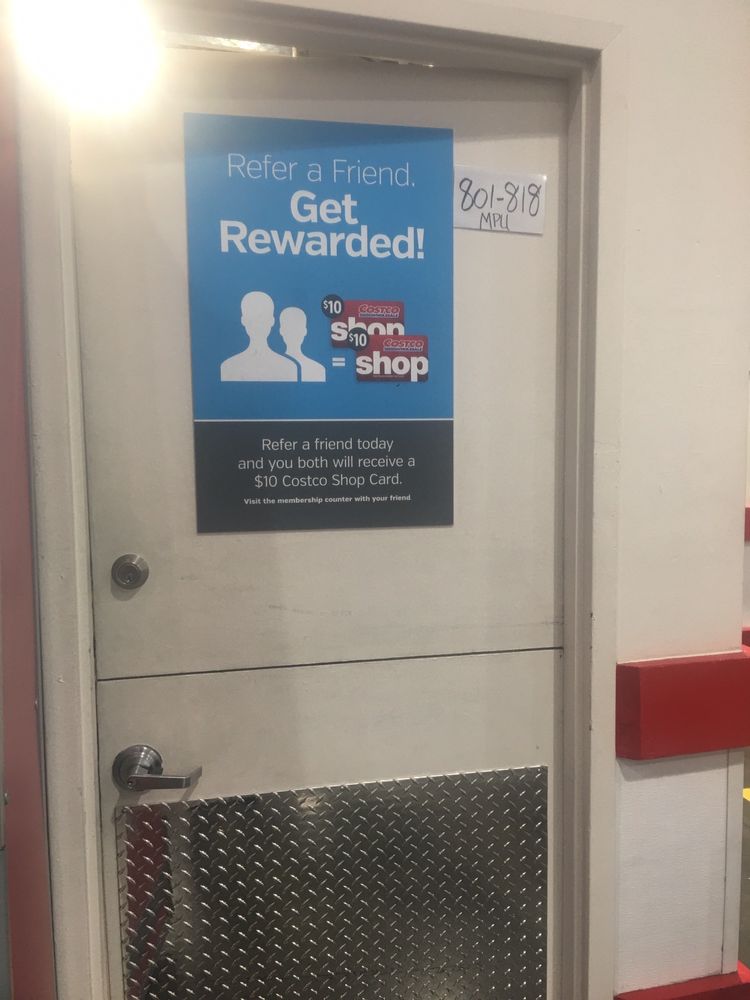 Refer a Friend,
Get
Rewarded!
801-818
MPU
$10
COSTCO
shop
$10
COSTCO
= shop
Refer a friend today
and you both will receive a
$10 Costco Shop Card.
Visit the membership counter with your friend